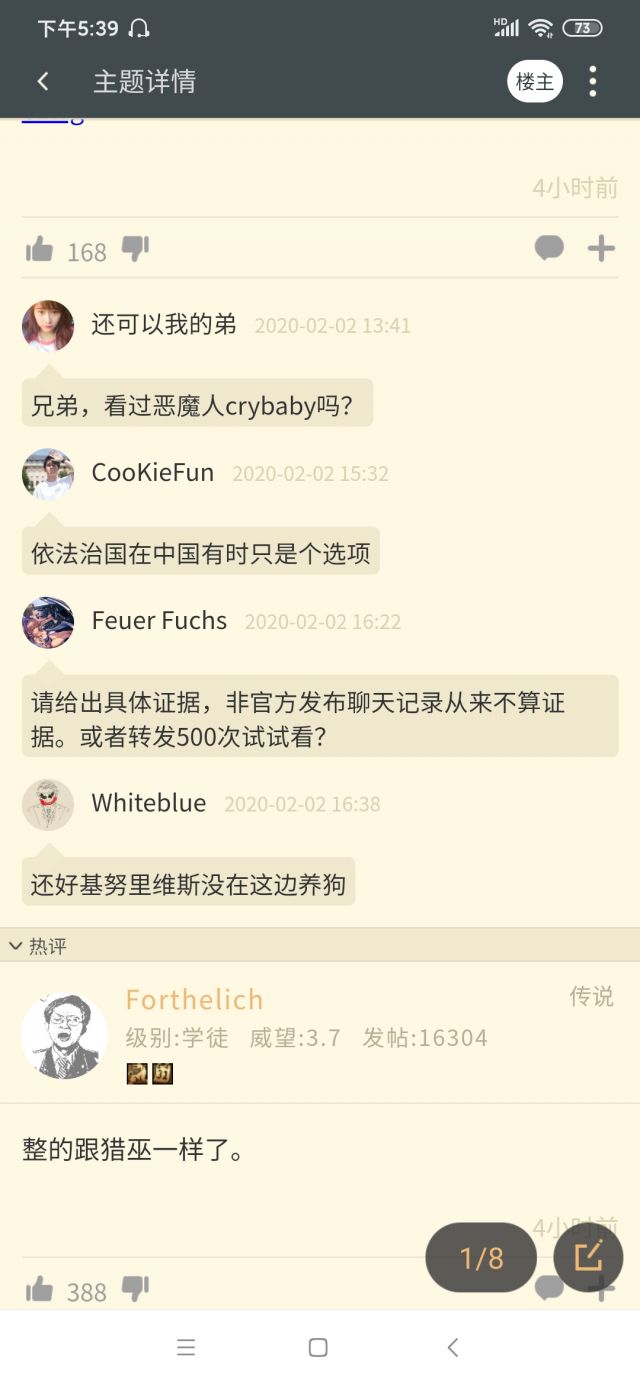 下午5:39
HD
73
主题详情
楼主
4小时前
168
还可以我的弟 2020-02-02 13:41
兄弟，看过恶魔人crybaby吗？
CooKieFun 2020-02-02 15:32
依法治国在中国有时只是个选项
Feuer Fuchs 2020-02-02 16:22
请给出具体证据，非官方发布聊天记录从来不算证
据。或者转发500次试试看？
Whiteblue 2020-02-02 16:38
还好基努里维斯没在这边养狗
热评
Forthelich
传说
级别:学徒 威望:3.7 发帖:16304
整的跟猎巫一样了。
4小时前
1/8
388